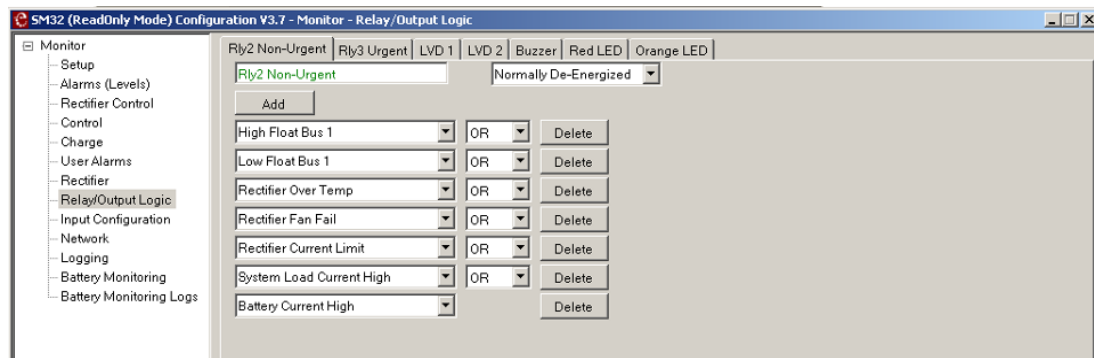 SM32 (ReadOnly Mode) Configuration V3.7 - Monitor - Relay/Output Logic
Monitor
Setup
Alarms (Levels)
Rectifier Control
Control
Charge
User Alarms
Rectifier
Relay/Output Logic
Input Configuration
Network
Logging
Battery Monitoring
Battery Monitoring Logs
Rly2 Non-Urgent Rly3 Urgent LVD 1 LVD 2 Buzzer Red LED Orange LED
Rly2 Non-Urgent Normally De-Energized
Add
High Float Bus 1 OR Delete
Low Float Bus 1 OR Delete
Rectifier Over Temp OR Delete
Rectifier Fan Fail OR Delete
Rectifier Current Limit OR Delete
System Load Current High OR Delete
Battery Current High Delete